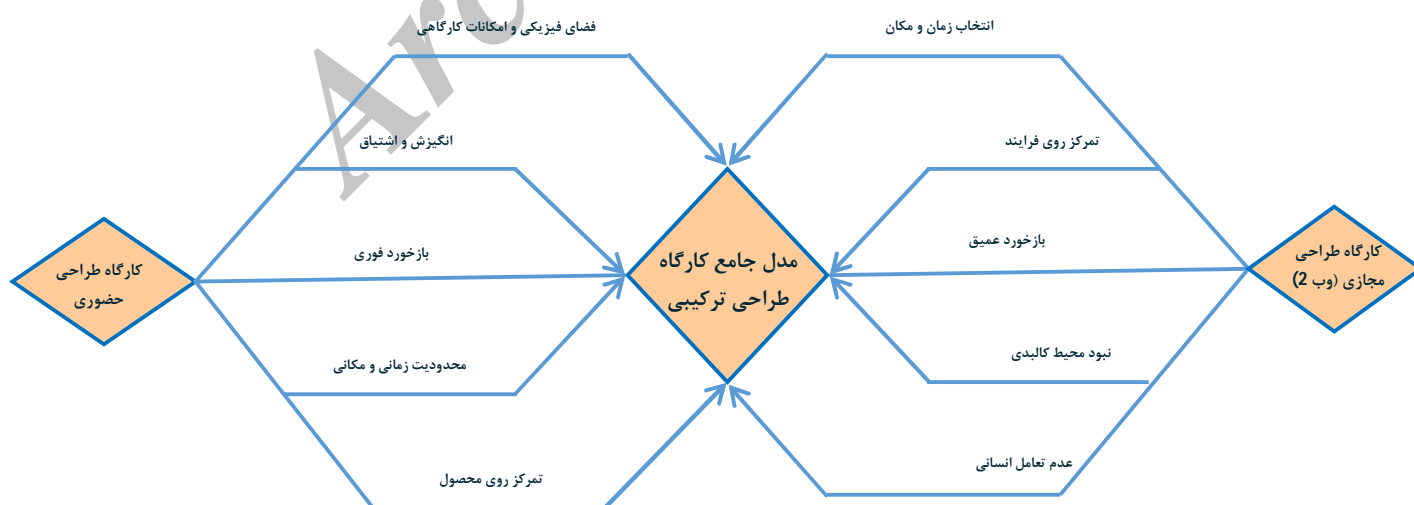 انتخاب زمان و مکان
فضای فیزیکی و امکانات کارگاهی
تمرکز روی فرایند
انگیزش و اشتیاق
بازخورد عمیق
بازخورد فوری
کارگاه طراحی
مجازی (وب 2)
مدل جامع کارگاه
طراحی ترکیبی
کارگاه طراحی
حضوری
نبود محیط کالبدی
محدودیت زمانی و مکانی
عدم تعامل انسانی
تمرکز روی محصول